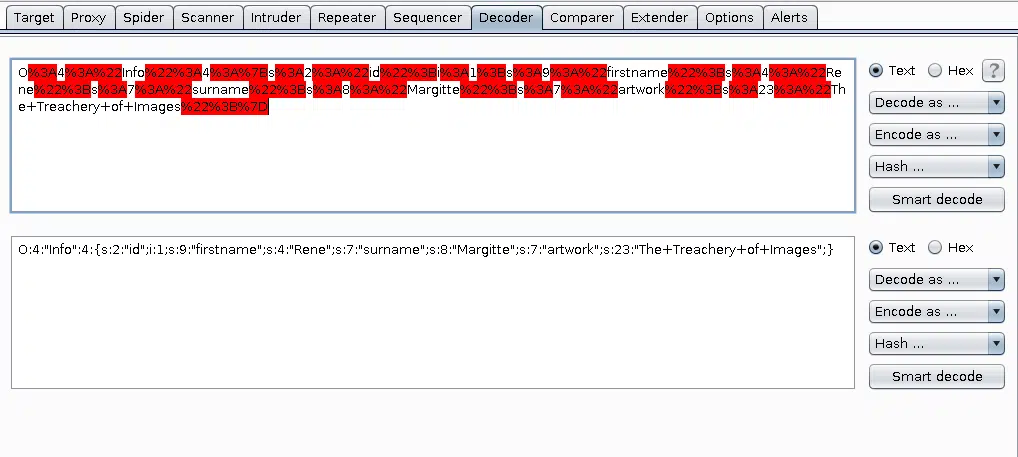 Target Proxy Spider Scanner Intruder Repeater Sequencer Decoder Comparer Extender Options Alerts
O%3A4%3A%22Info%22%3A4%3A%7Bs%3A2%3A%22id%22%3Bi%3A1%3Bs%3A9%3A%22firstname%22%3Bs%3A4%3A%22Re
ne%22%3Bs%3A7%3A%22surname%22%3Bs%3A8%3A%22Margitte%22%3Bs%3A7%3A%22artwork%22%3Bs%3A23%3A%22Th
e+Treachery+of+Images%22%3B%7D
Text Hex ?
Decode as ...
Encode as ...
Hash ...
Smart decode
O:4:"Info":4:{s:2:"id";i:1;s:9:"firstname";s:4:"Rene";s:7:"surname";s:8:"Margitte";s:7:"artwork";s:23:"The+Treachery+of+Images";}
Text Hex
Decode as ...
Encode as ...
Hash ...
Smart decode